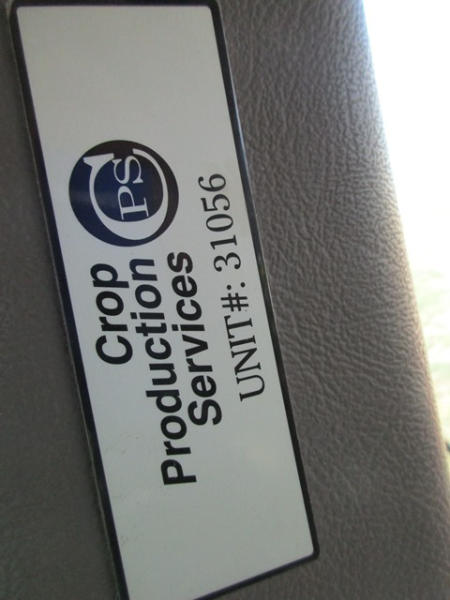 CPS
Crop
Production
Services
UNIT#: 31056